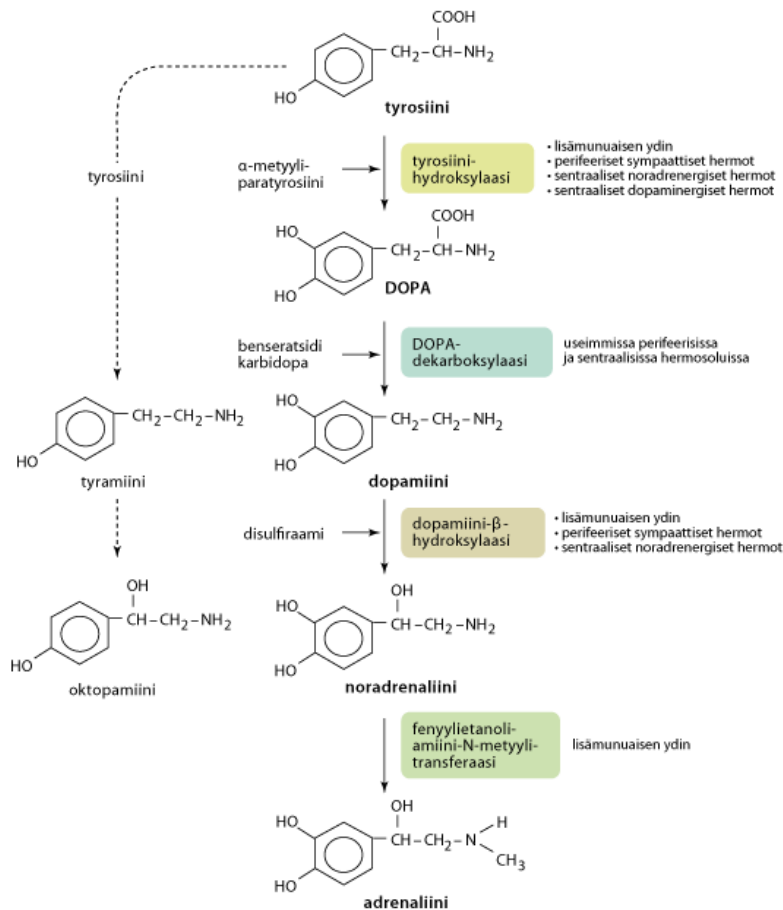 COOH
CH₂–CH–NH₂
HO
tyrosiini
tyrosiini
α-metyyli-
paratyrosiini
tyrosiini-
hydroksylaasi
• lisämunuaisen ydin
• perifeeriset sympaattiset hermot
• sentraaliset noradrenergiset hermot
• sentraaliset dopaminergiset hermot
COOH
HO
CH₂–CH–NH₂
HO
DOPA
benseratsidi
karbidopa
DOPA-
dekarboksylaasi
useimmissa perifeerisissa
ja sentraalisissa hermosoluissa
CH₂–CH₂–NH₂
HO
tyramiini
HO
CH₂–CH₂–NH₂
HO
dopamiini
disulfiraami
dopamiini-β-
hydroksylaasi
• lisämunuaisen ydin
• perifeeriset sympaattiset hermot
• sentraaliset noradrenergiset hermot
OH
CH–CH₂–NH₂
HO
oktopamiini
OH
HO
CH–CH₂–NH₂
HO
noradrenaliini
fenyylietanoli-
amiini-N-metyyli-
transferaasi
lisämunuaisen ydin
OH
H
HO
CH–CH₂–N
CH₃
HO
adrenaliini